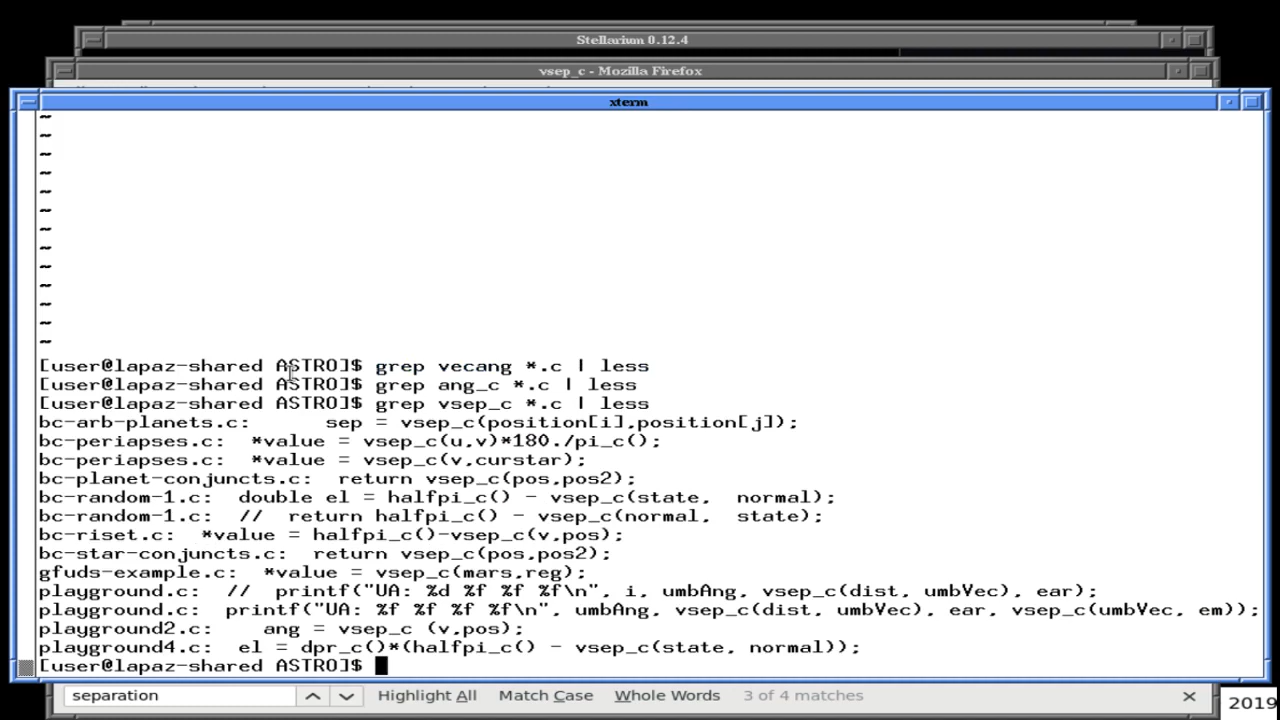 Stellarium 0.12.4
vsep_c - Mozilla Firefox
xterm
~
~
~
~
~
~
~
~
~
~
~
~
~
[user@lapaz-shared ASTRO]$ grep vecang *.c | less
[user@lapaz-shared ASTRO]$ grep ang_c *.c | less
[user@lapaz-shared ASTRO]$ grep vsep_c *.c | less
bc-arb-planets.c:      sep = vsep_c(position[i],position[j]);
bc-periapses.c:  *value = vsep_c(u,v)*180./pi_c();
bc-periapses.c:  *value = vsep_c(v,curstar);
bc-planet-conjuncts.c:  return vsep_c(pos,pos2);
bc-random-1.c:  double el = halfpi_c() - vsep_c(state,  normal);
bc-random-1.c:  //  return halfpi_c() - vsep_c(normal,  state);
bc-riset.c:  *value = halfpi_c()-vsep_c(v,pos);
bc-star-conjuncts.c:  return vsep_c(pos,pos2);
gfuds-example.c:  *value = vsep_c(mars,reg);
playground.c:  //  printf("UA: %d %f %f %f\n", i, umbAng, vsep_c(dist, umbVec), ear);
playground.c:  printf("UA: %f %f %f %f\n", umbAng, vsep_c(dist, umbVec), ear, vsep_c(umbVec, em));
playground2.c:    ang = vsep_c (v,pos);
playground4.c:  el = dpr_c()*(halfpi_c() - vsep_c(state, normal));
[user@lapaz-shared ASTRO]$
separation
Highlight All
Match Case
Whole Words
3 of 4 matches
2019